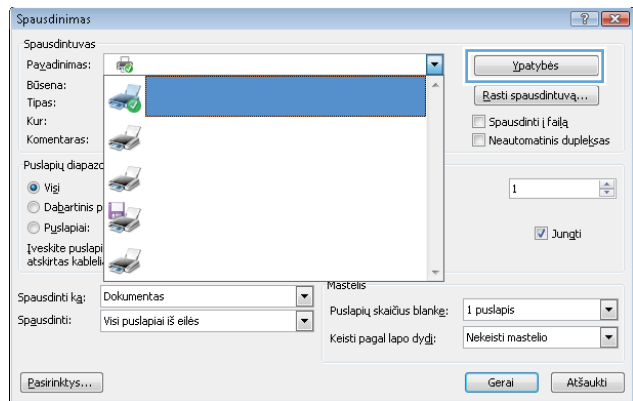 Spausdinimas
Spausdintuvas
Pavadinimas:
Ypatybės
Būsena:
Tipas:
Rasti spausdintuvą...
Kur:
Spausdinti į failą
Komentaras:
Neautomatinis dupleksas
Puslapių diapazo
Visi
1
Dabartinis p
Puslapiai:
Jungti
Įveskite puslapi
atskirtas kableli
Mastelis
Spausdinti ką: Dokumentas
Puslapių skaičius blanke: 1 puslapis
Spausdinti: Visi puslapiai iš eilės
Keisti pagal lapo dydį: Nekeisti mastelio
Pasirinktys...
Gerai
Atšaukti